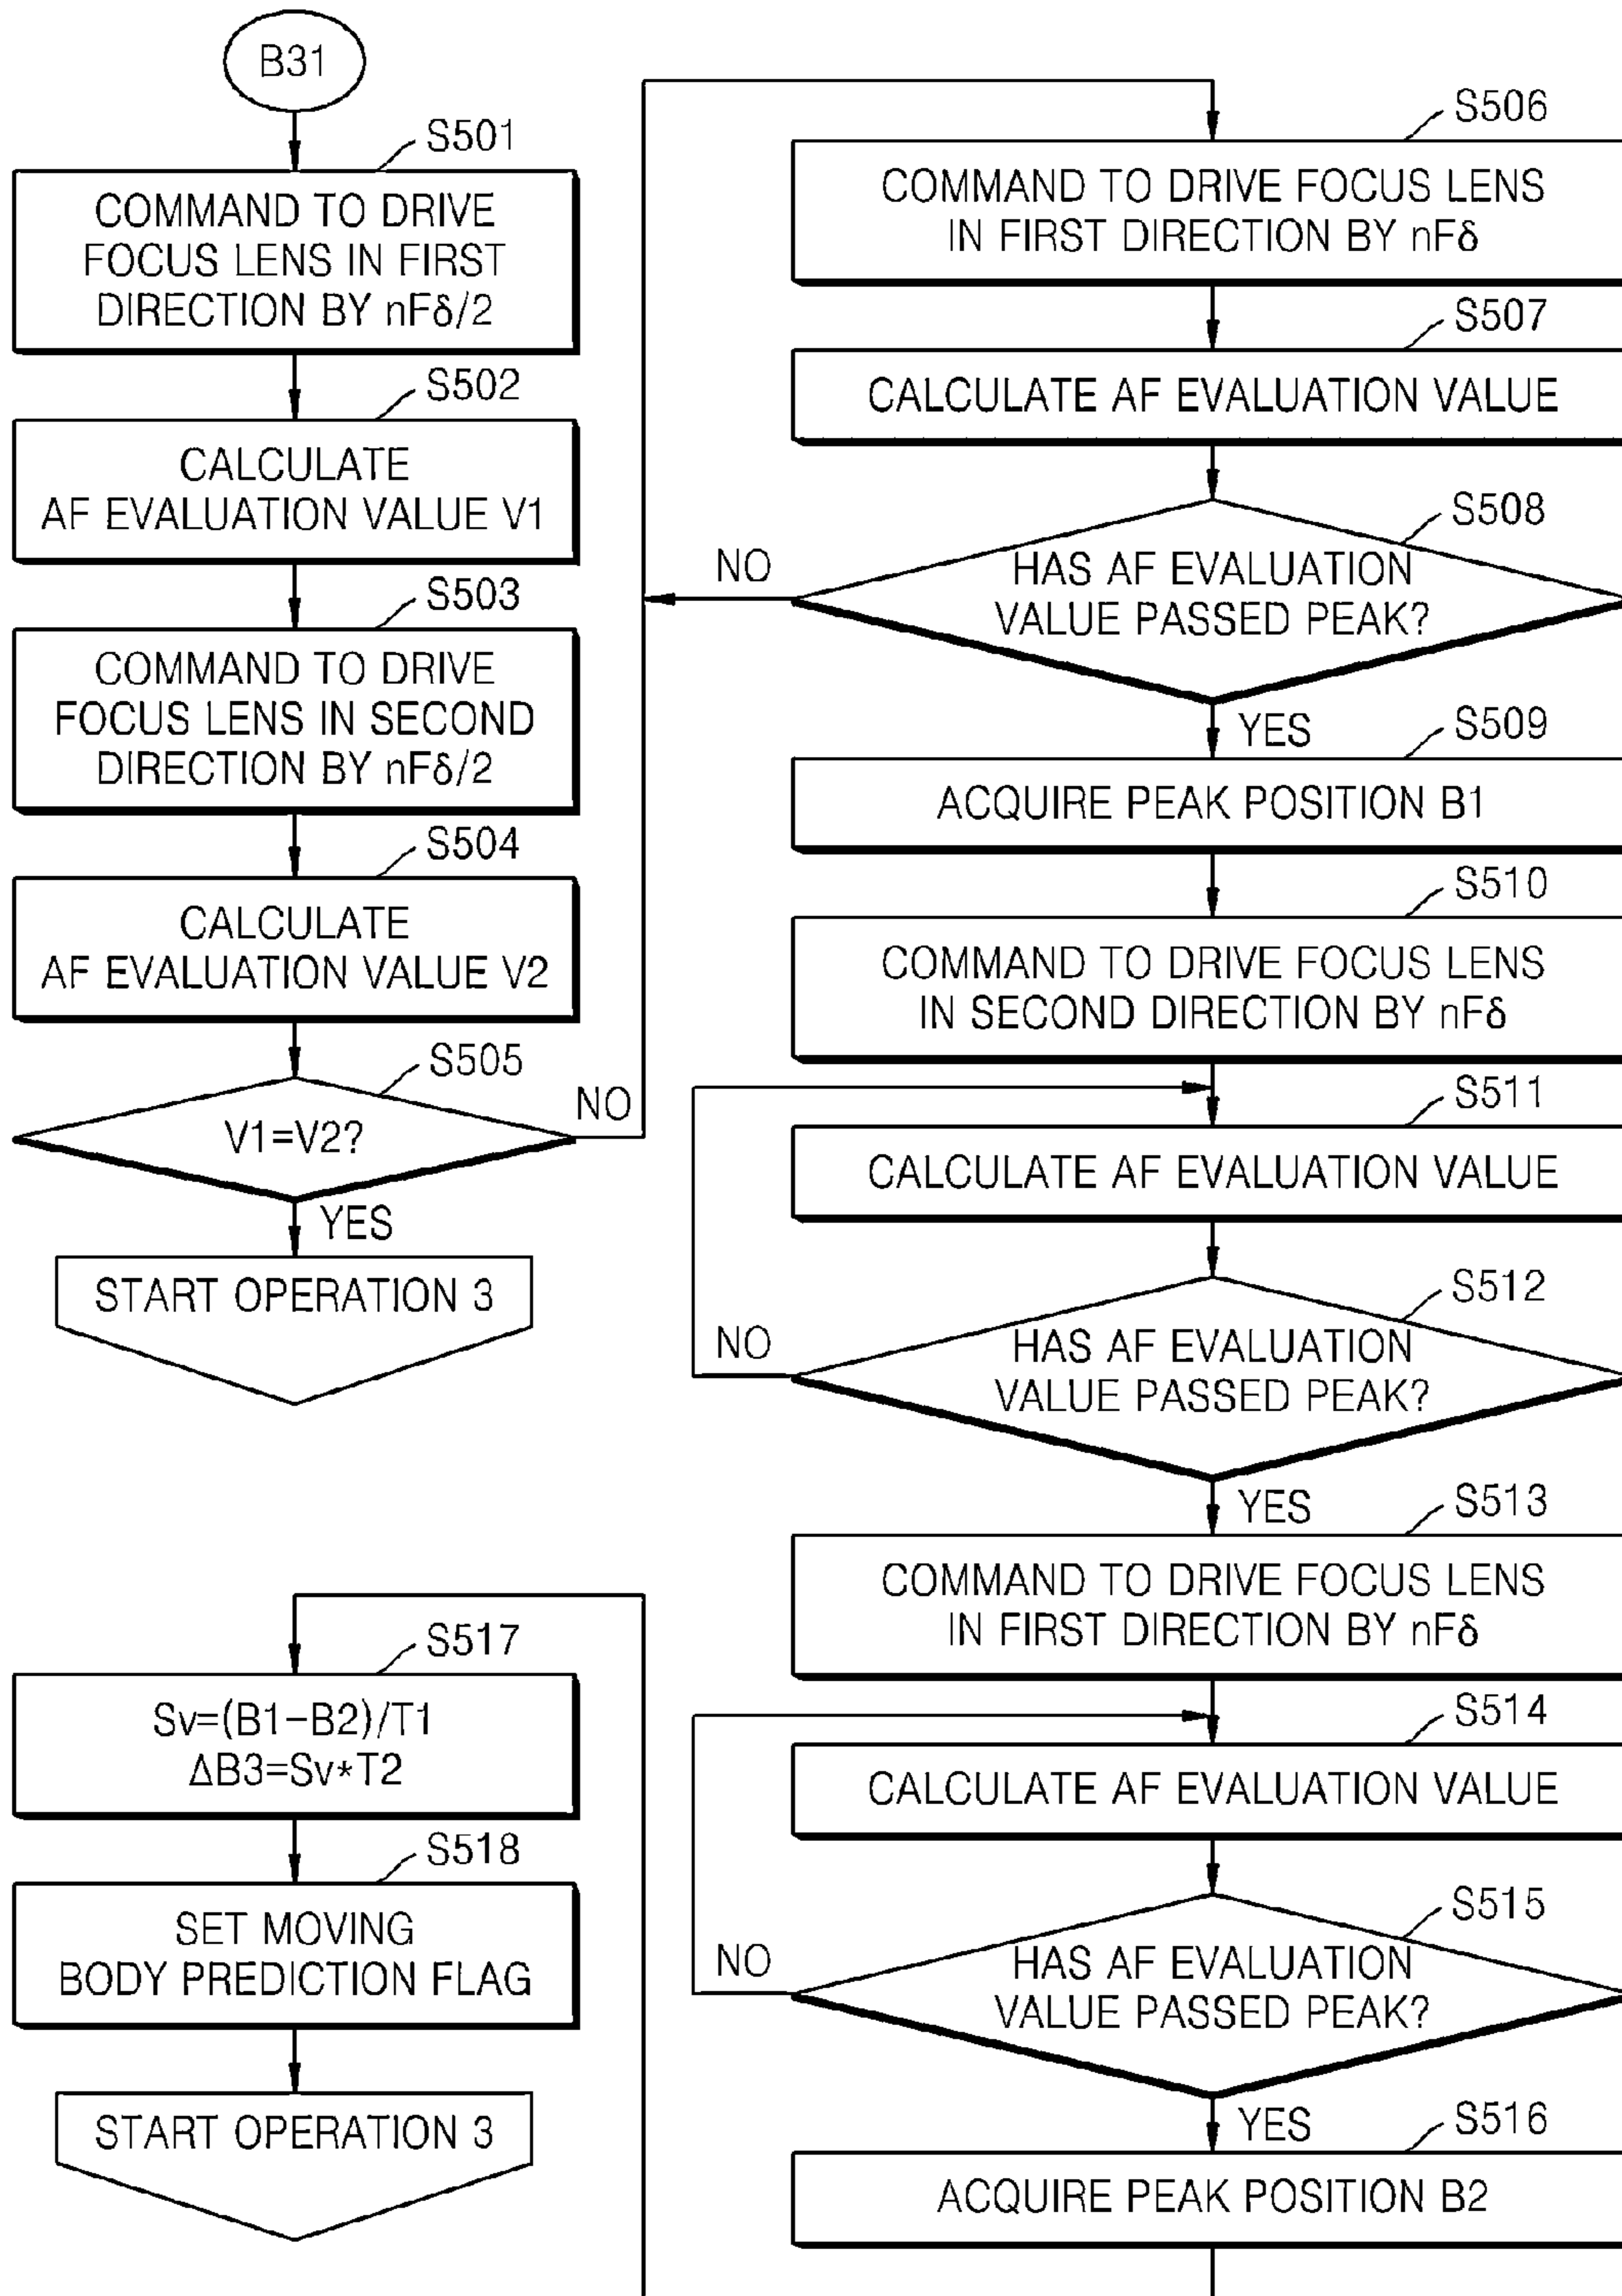 B31
S501
COMMAND TO DRIVE
FOCUS LENS IN FIRST
DIRECTION BY nFδ/2
S502
CALCULATE
AF EVALUATION VALUE V1
S503
COMMAND TO DRIVE
FOCUS LENS IN SECOND
DIRECTION BY nFδ/2
S504
CALCULATE
AF EVALUATION VALUE V2
S505
V1=V2?
NO
YES
START OPERATION 3
S506
COMMAND TO DRIVE FOCUS LENS
IN FIRST DIRECTION BY nFδ
S507
CALCULATE AF EVALUATION VALUE
S508
HAS AF EVALUATION
VALUE PASSED PEAK?
NO
YES
S509
ACQUIRE PEAK POSITION B1
S510
COMMAND TO DRIVE FOCUS LENS
IN SECOND DIRECTION BY nFδ
S511
CALCULATE AF EVALUATION VALUE
S512
HAS AF EVALUATION
VALUE PASSED PEAK?
NO
YES
S513
COMMAND TO DRIVE FOCUS LENS
IN FIRST DIRECTION BY nFδ
S514
CALCULATE AF EVALUATION VALUE
S515
HAS AF EVALUATION
VALUE PASSED PEAK?
NO
YES
S516
ACQUIRE PEAK POSITION B2
S517
Sv=(B1-B2)/T1
ΔB3=Sv*T2
S518
SET MOVING
BODY PREDICTION FLAG
START OPERATION 3